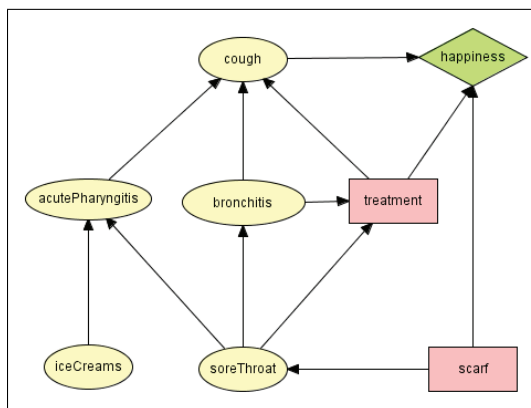 cough
happiness
acutePharyngitis
bronchitis
treatment
iceCreams
soreThroat
scarf